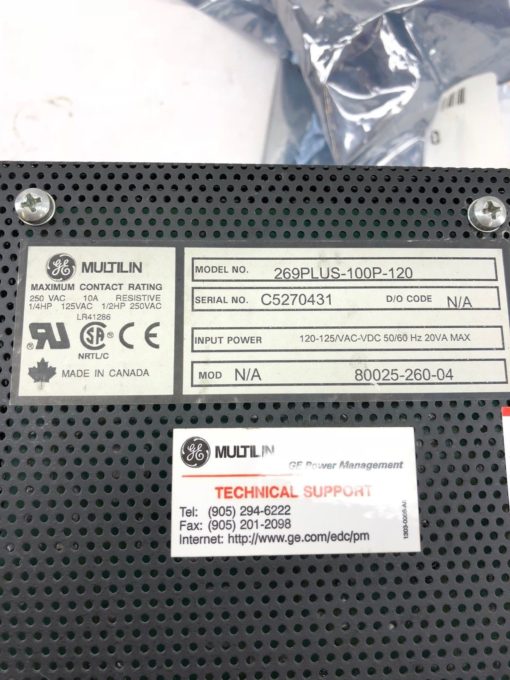 GE MULTILIN
MAXIMUM CONTACT RATING
250 VAC 10A RESISTIVE
1/4HP 125VAC 1/2HP 250VAC
LR41286
UR SA CE
NRTL/C
MADE IN CANADA
MODEL NO. 269PLUS-100P-120
SERIAL NO. C5270431 D/O CODE N/A
INPUT POWER 120-125/VAC-VDC 50/60 Hz 20VA MAX
MOD N/A 80025-260-04
GE MULTILIN
GE Power Management
TECHNICAL SUPPORT
Tel: (905) 294-6222
Fax: (905) 201-2098
Internet: http://www.ge.com/edc/pm